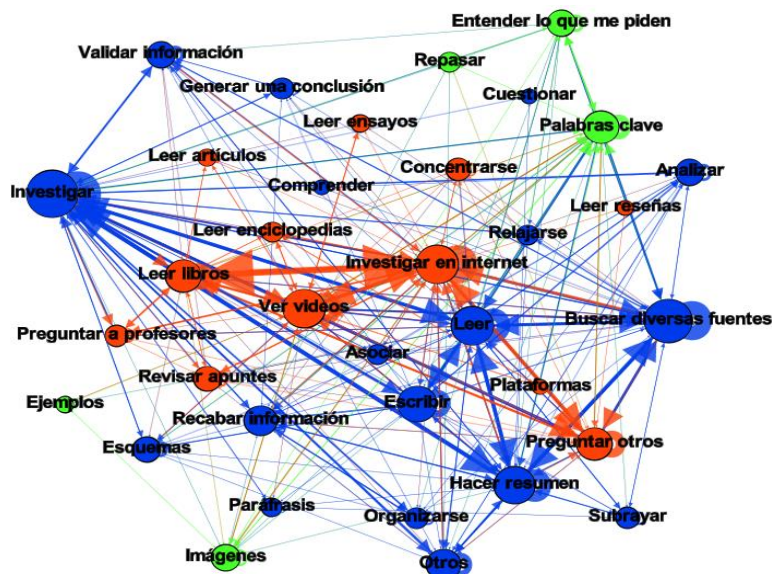 Entender lo que me piden
Validar información
Repasar
Generar una conclusión
Cuestionar
Leer ensayos
Palabras clave
Leer artículos
Concentrarse
Analizar
Investigar
Comprender
Leer reseñas
Leer enciclopedias
Relajarse
Investigar en internet
Leer libros
Ver videos
Buscar diversas fuentes
Leer
Preguntar a profesores
Asociar
Revisar apuntes
Plataformas
Ejemplos
Escribir
Recabar información
Preguntar otros
Esquemas
Hacer resumen
Paráfrasis
Organizarse
Subrayar
Imágenes
Otros